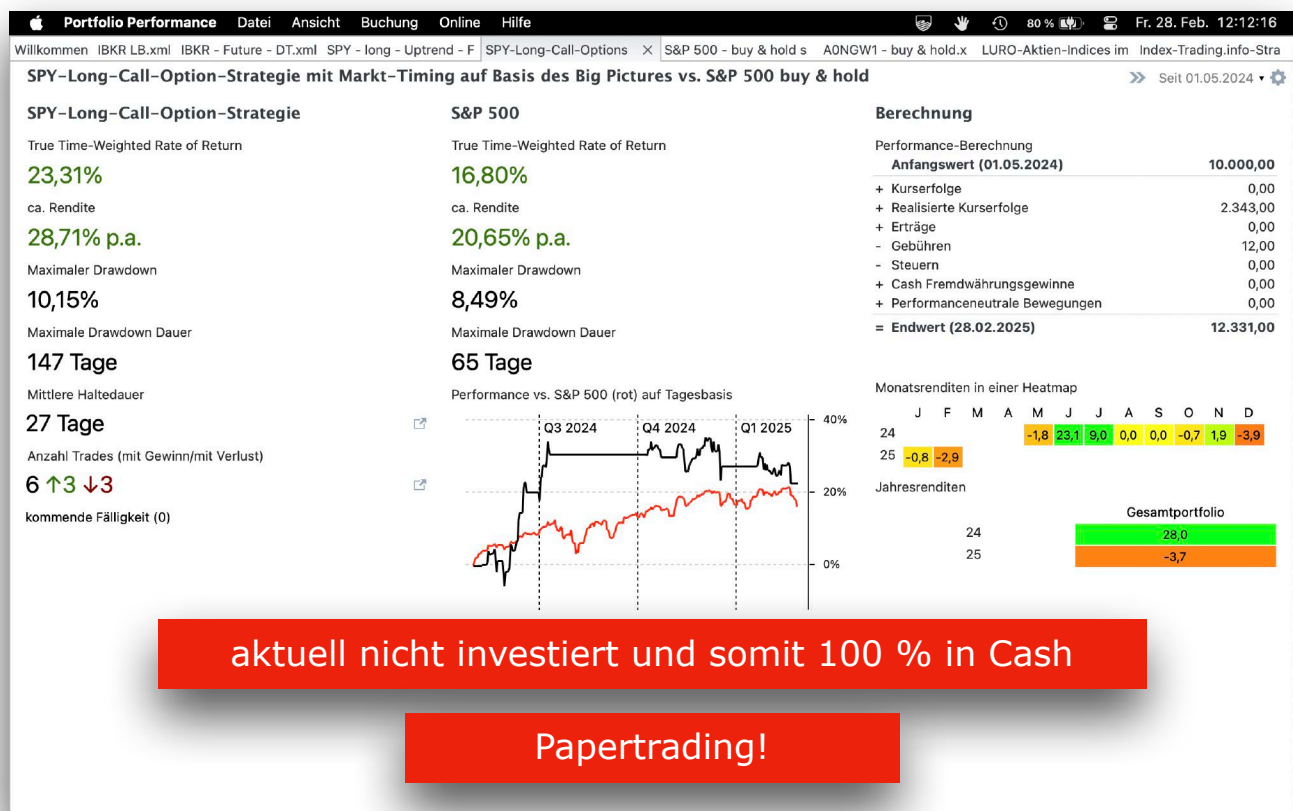 Portfolio Performance Datei Ansicht Buchung Online Hilfe 80 % Fr. 28. Feb. 12:12:16
Willkommen IBKR LB.xml IBKR - Future - DT.xml SPY - long - Uptrend - F SPY-Long-Call-Options × S&P 500 - buy & hold s A0NGW1 - buy & hold.x LURO-Aktien-Indices im Index-Trading.info-Stra
SPY-Long-Call-Option-Strategie mit Markt-Timing auf Basis des Big Pictures vs. S&P 500 buy & hold
Seit 01.05.2024
SPY-Long-Call-Option-Strategie
True Time-Weighted Rate of Return
23,31%
ca. Rendite
28,71% p.a.
Maximaler Drawdown
10,15%
Maximale Drawdown Dauer
147 Tage
Mittlere Haltedauer
27 Tage
Anzahl Trades (mit Gewinn/mit Verlust)
6 ↑3 ↓3
kommende Fälligkeit (0)
S&P 500
True Time-Weighted Rate of Return
16,80%
ca. Rendite
20,65% p.a.
Maximaler Drawdown
8,49%
Maximale Drawdown Dauer
65 Tage
Performance vs. S&P 500 (rot) auf Tagesbasis
Q3 2024 Q4 2024 Q1 2025
40%
20%
0%
Berechnung
Performance-Berechnung
Anfangswert (01.05.2024) 10.000,00
+ Kurserfolge 0,00
+ Realisierte Kurserfolge 2.343,00
+ Erträge 0,00
- Gebühren 12,00
- Steuern 0,00
+ Cash Fremdwährungsgewinne 0,00
+ Performanceneutrale Bewegungen 0,00
= Endwert (28.02.2025) 12.331,00
Monatsrenditen in einer Heatmap
J F M A M J J A S O N D
24 -1,8 23,1 9,0 0,0 0,0 -0,7 1,9 -3,9
25 -0,8 -2,9
Jahresrenditen
Gesamtportfolio
24 28,0
25 -3,7
aktuell nicht investiert und somit 100 % in Cash
Papertrading!